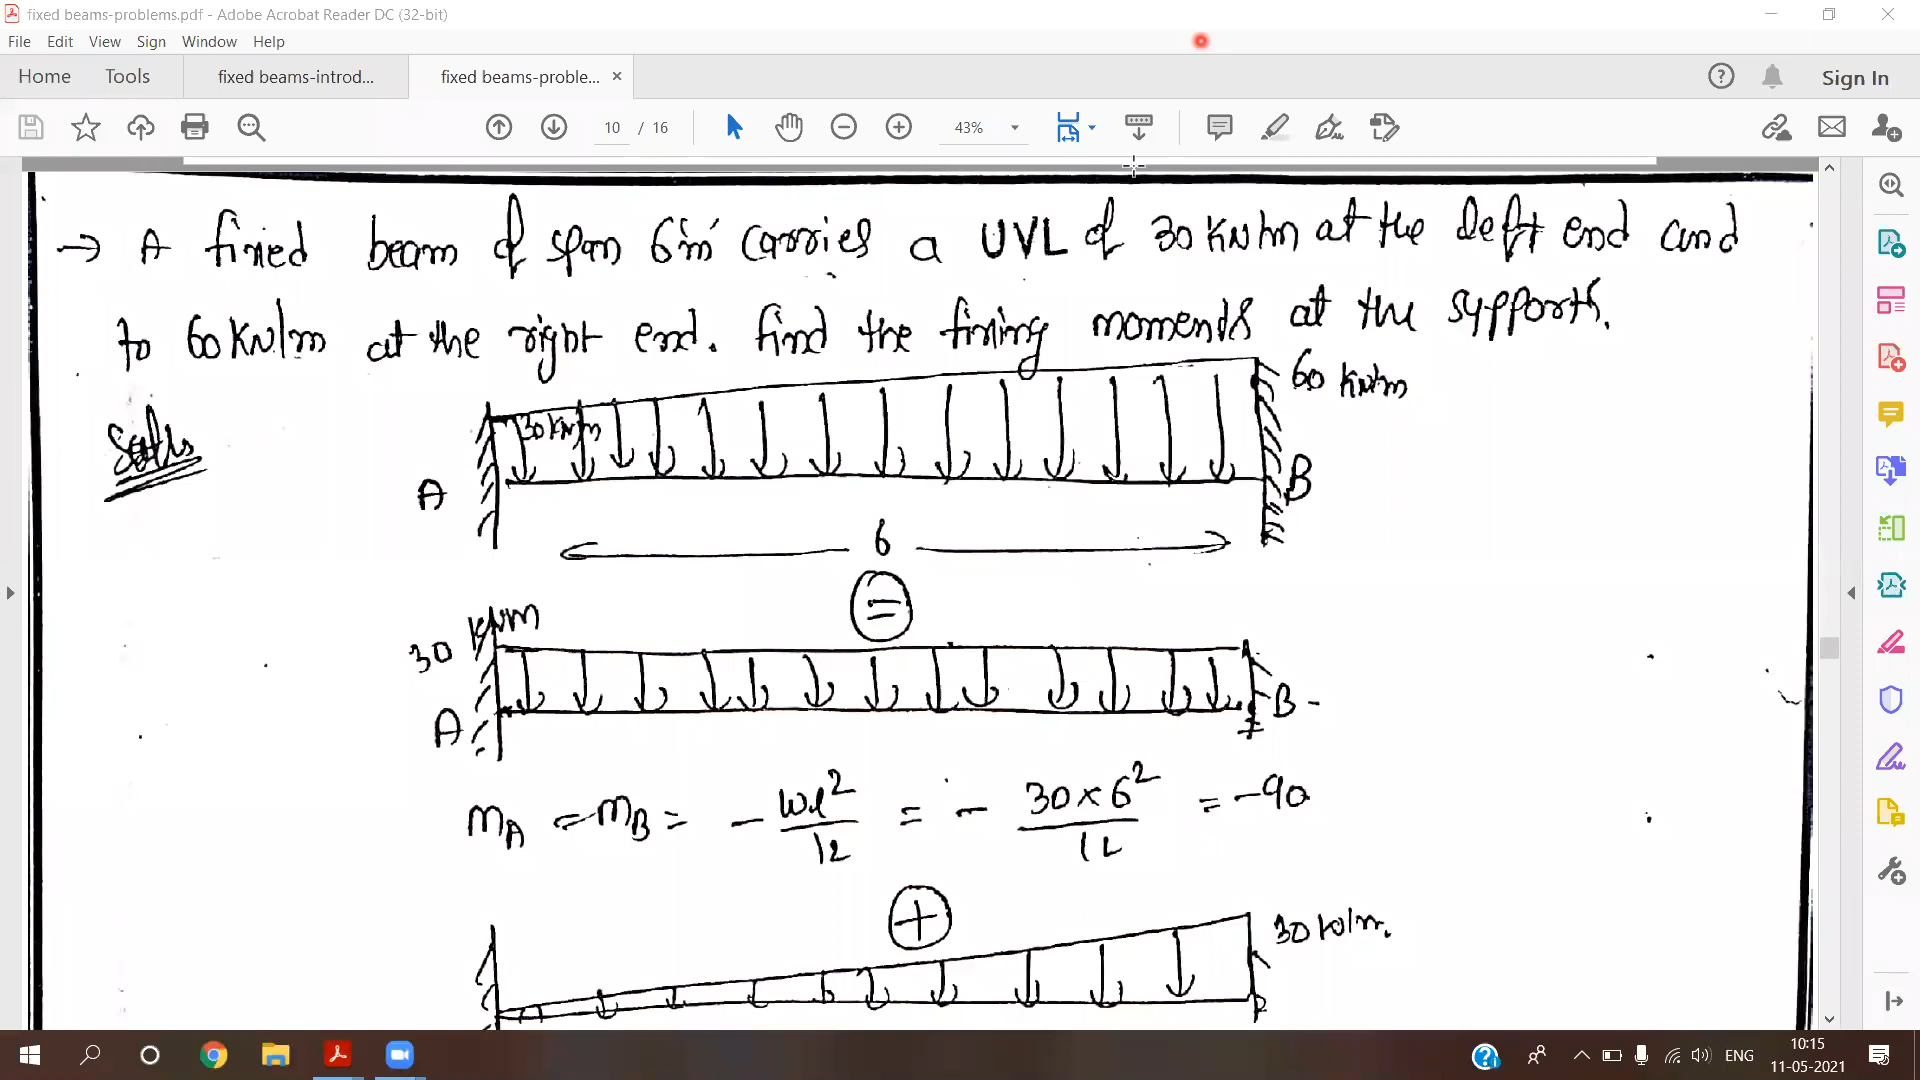 fixed beams-problems.pdf - Adobe Acrobat Reader DC (32-bit)
File Edit View Sign Window Help
Home Tools fixed beams-introd... fixed beams-proble... × Sign In
10 / 16 43%
→ A fixed beam of span 6'm' carries a UVL of 30 KN/m at the left end and
to 60 KN/m at the right end. find the fixing moments at the supports.
60 KN/m
30 KN/m
A B
6
=
30 KN/m
A B
mA = mB = - wl²/12 = - 30×6²/12 = -90
+
30 KN/m.
B
ENG
10:15
11-05-2021